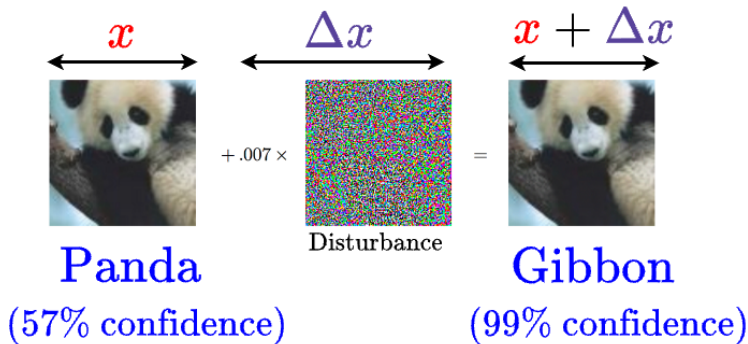 x Δx x + Δx
+ .007 × =
Disturbance
Panda Gibbon
(57% confidence) (99% confidence)